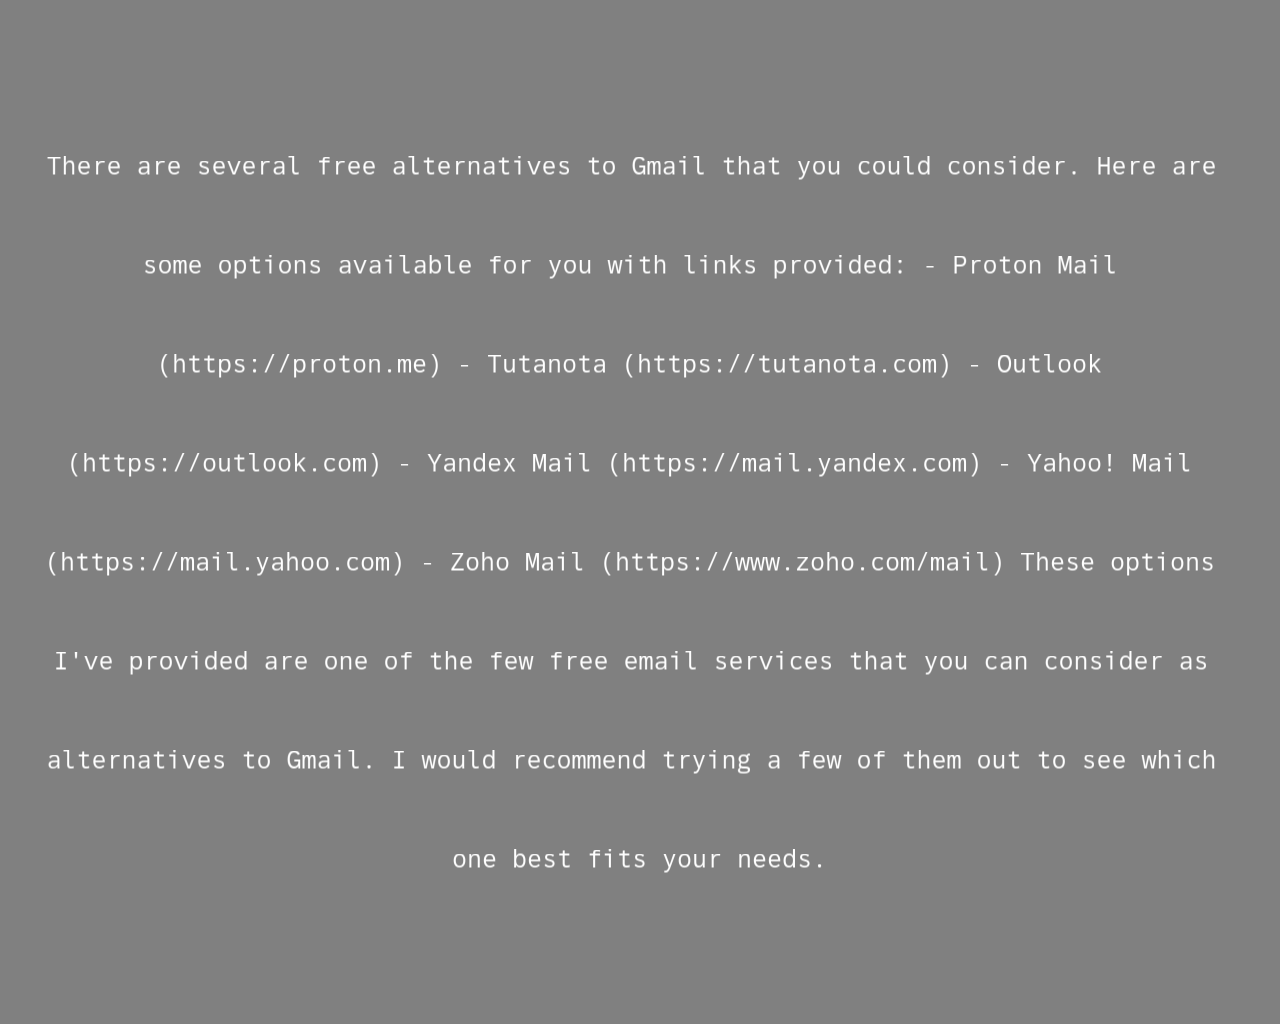 There are several free alternatives to Gmail that you could consider. Here are
some options available for you with links provided: - Proton Mail
(https://proton.me) - Tutanota (https://tutanota.com) - Outlook
(https://outlook.com) - Yandex Mail (https://mail.yandex.com) - Yahoo! Mail
(https://mail.yahoo.com) - Zoho Mail (https://www.zoho.com/mail) These options
I've provided are one of the few free email services that you can consider as
alternatives to Gmail. I would recommend trying a few of them out to see which
one best fits your needs.